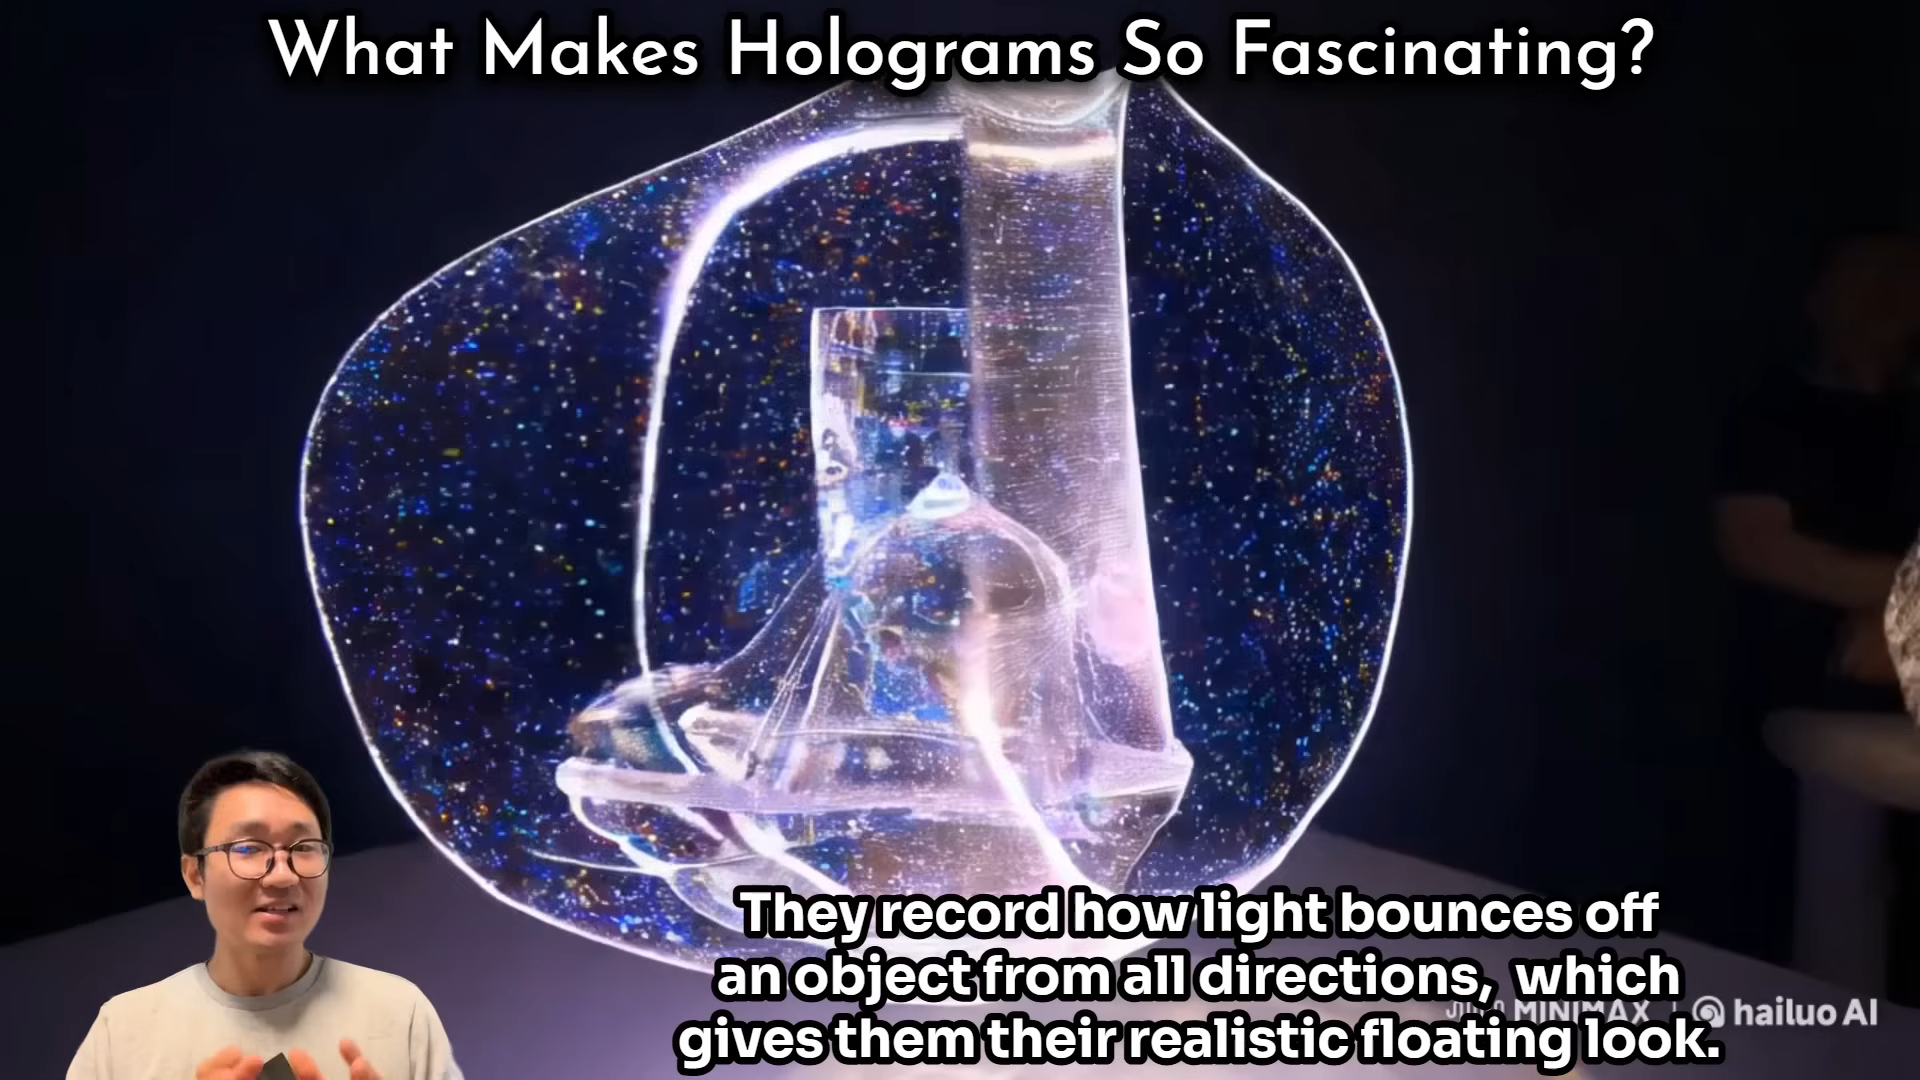 What Makes Holograms So Fascinating?
They record how light bounces off
an object from all directions, which
gives them their realistic floating look.
MINIMAX | hailuo AI